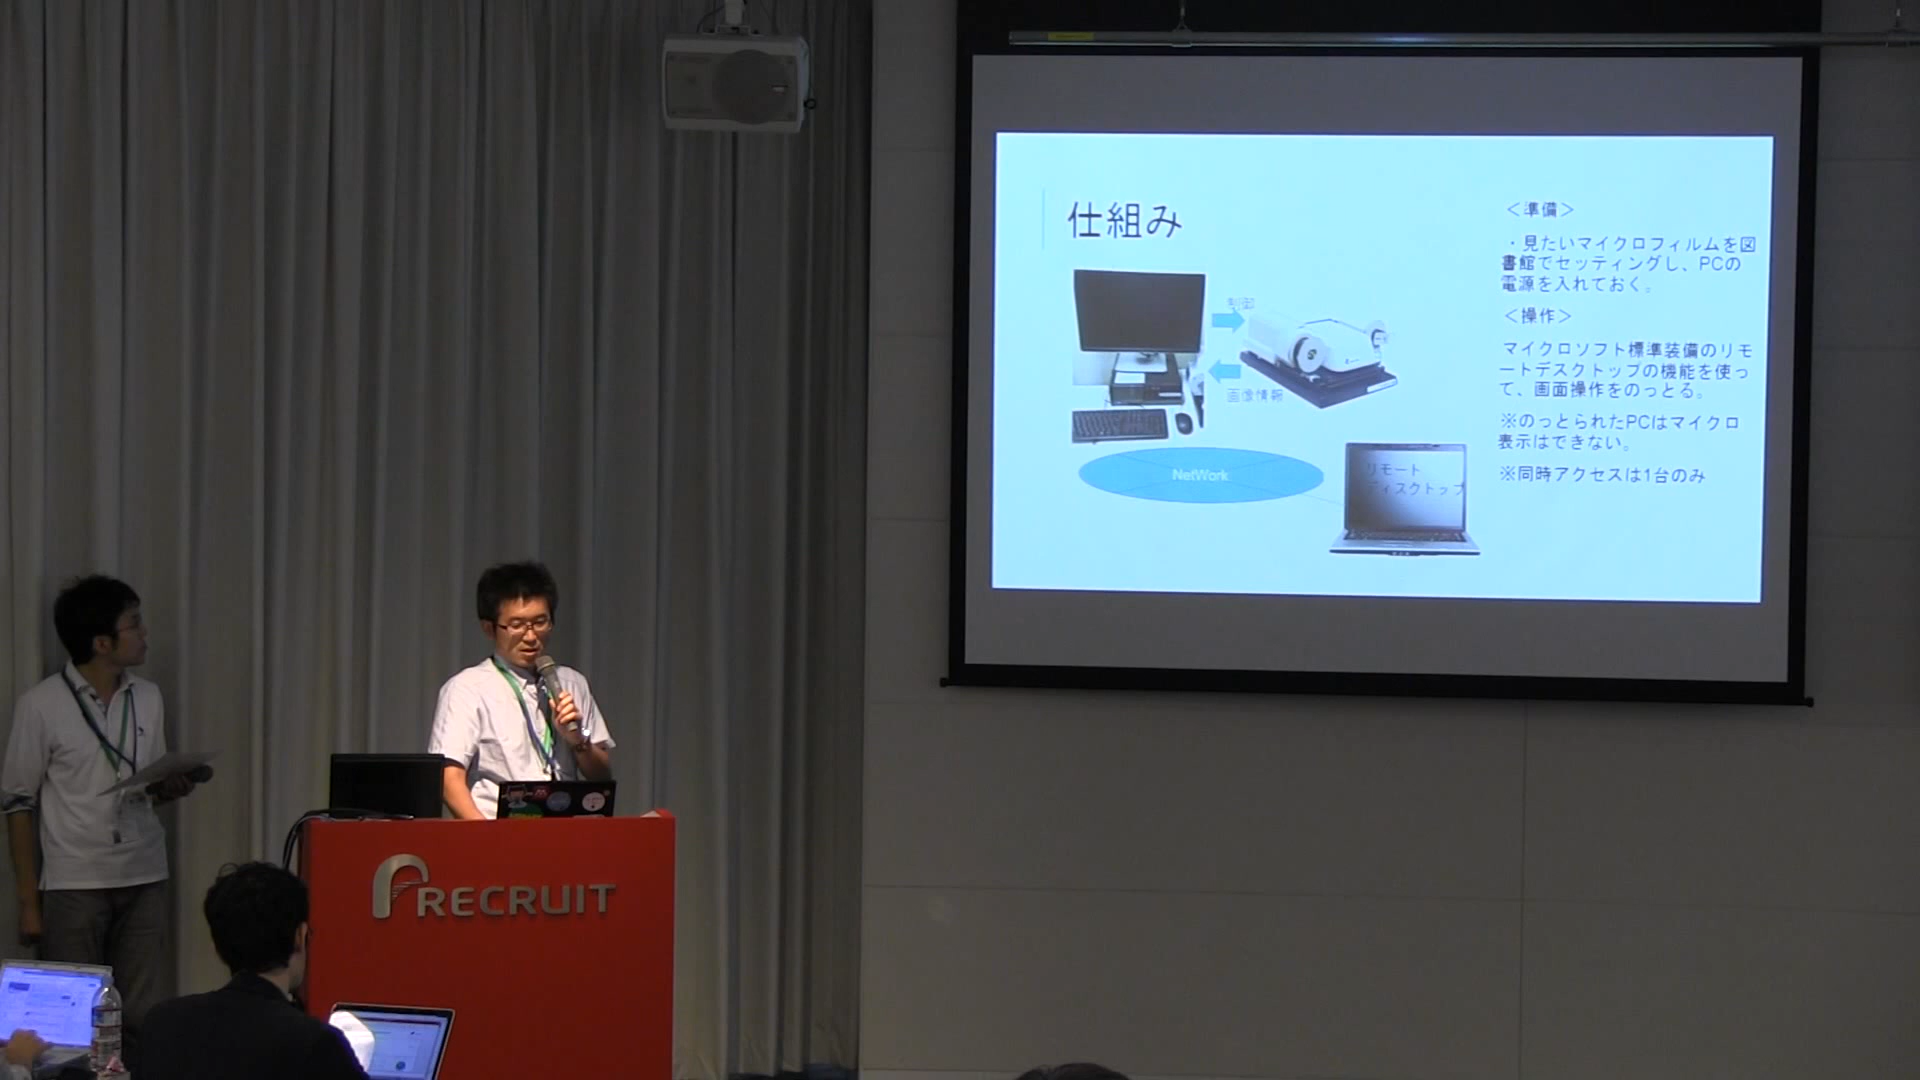 仕組み
制御
画像情報
NetWork
リモート
ディスクトップ
＜準備＞
・見たいマイクロフィルムを図
書館でセッティングし、PCの
電源を入れておく。
＜操作＞
マイクロソフト標準装備のリモ
ートデスクトップの機能を使っ
て、画面操作をのっとる。
※のっとられたPCはマイクロ
表示はできない。
※同時アクセスは1台のみ
RECRUIT